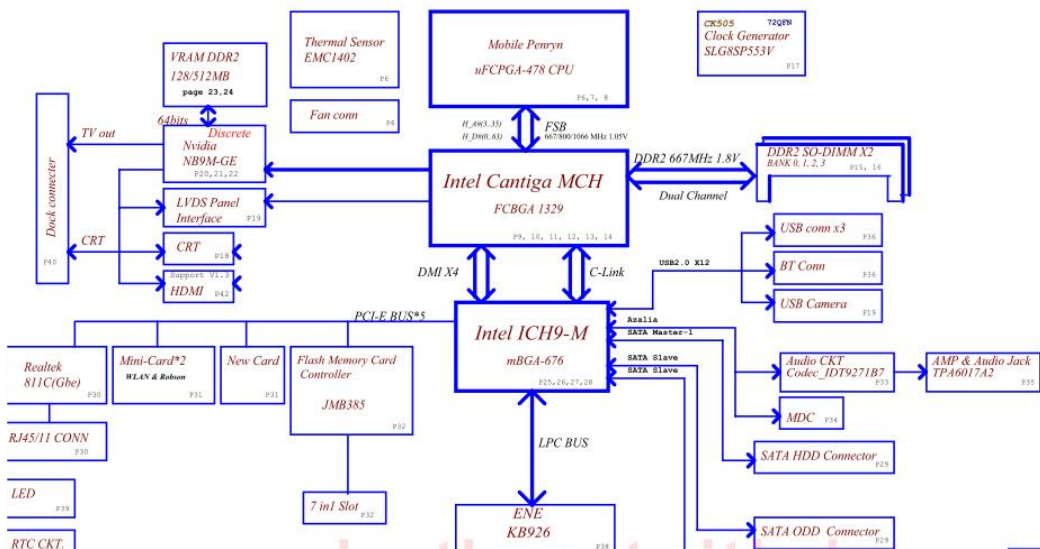 VRAM DDR2
128/512MB
page 23,24
Thermal Sensor
EMC1402
P6
Fan conn
P6
Mobile Penryn
uFCPGA-478 CPU
P6,7, 8
CK505
72QFN
Clock Generator
SLG8SP553V
P17
Dock connecter
P40
TV out
64bits
Discrete
Nvidia
NB9M-GE
P20,21,22
H_A#(3..35)
H_D#(0..63)
FSB
667/800/1066 MHz 1.05V
Intel Cantiga MCH
FCBGA 1329
P9, 10, 11, 12, 13, 14
DDR2 667MHz 1.8V
Dual Channel
DDR2 SO-DIMM X2
BANK 0, 1, 2, 3
P15, 16
LVDS Panel
Interface
P19
CRT
CRT
P18
Support V1.3
HDMI
P42
DMI X4
C-Link
USB2.0 X12
USB conn x3
P36
BT Conn
P36
USB Camera
P19
PCI-E BUS*5
Intel ICH9-M
mBGA-676
P25,26,27,28
Azalia
SATA Master-1
SATA Slave
SATA Slave
Realtek
811C(Gbe)
P30
Mini-Card*2
WLAN & Robson
P31
New Card
P31
Flash Memory Card
Controller
JMB385
P32
Audio CKT
Codec_IDT9271B7
P33
AMP & Audio Jack
TPA6017A2
P35
MDC
P34
RJ45/11 CONN
P30
LPC BUS
SATA HDD Connector
P29
LED
P39
7 in1 Slot
P32
ENE
KB926
P38
SATA ODD Connector
P29
RTC CKT.